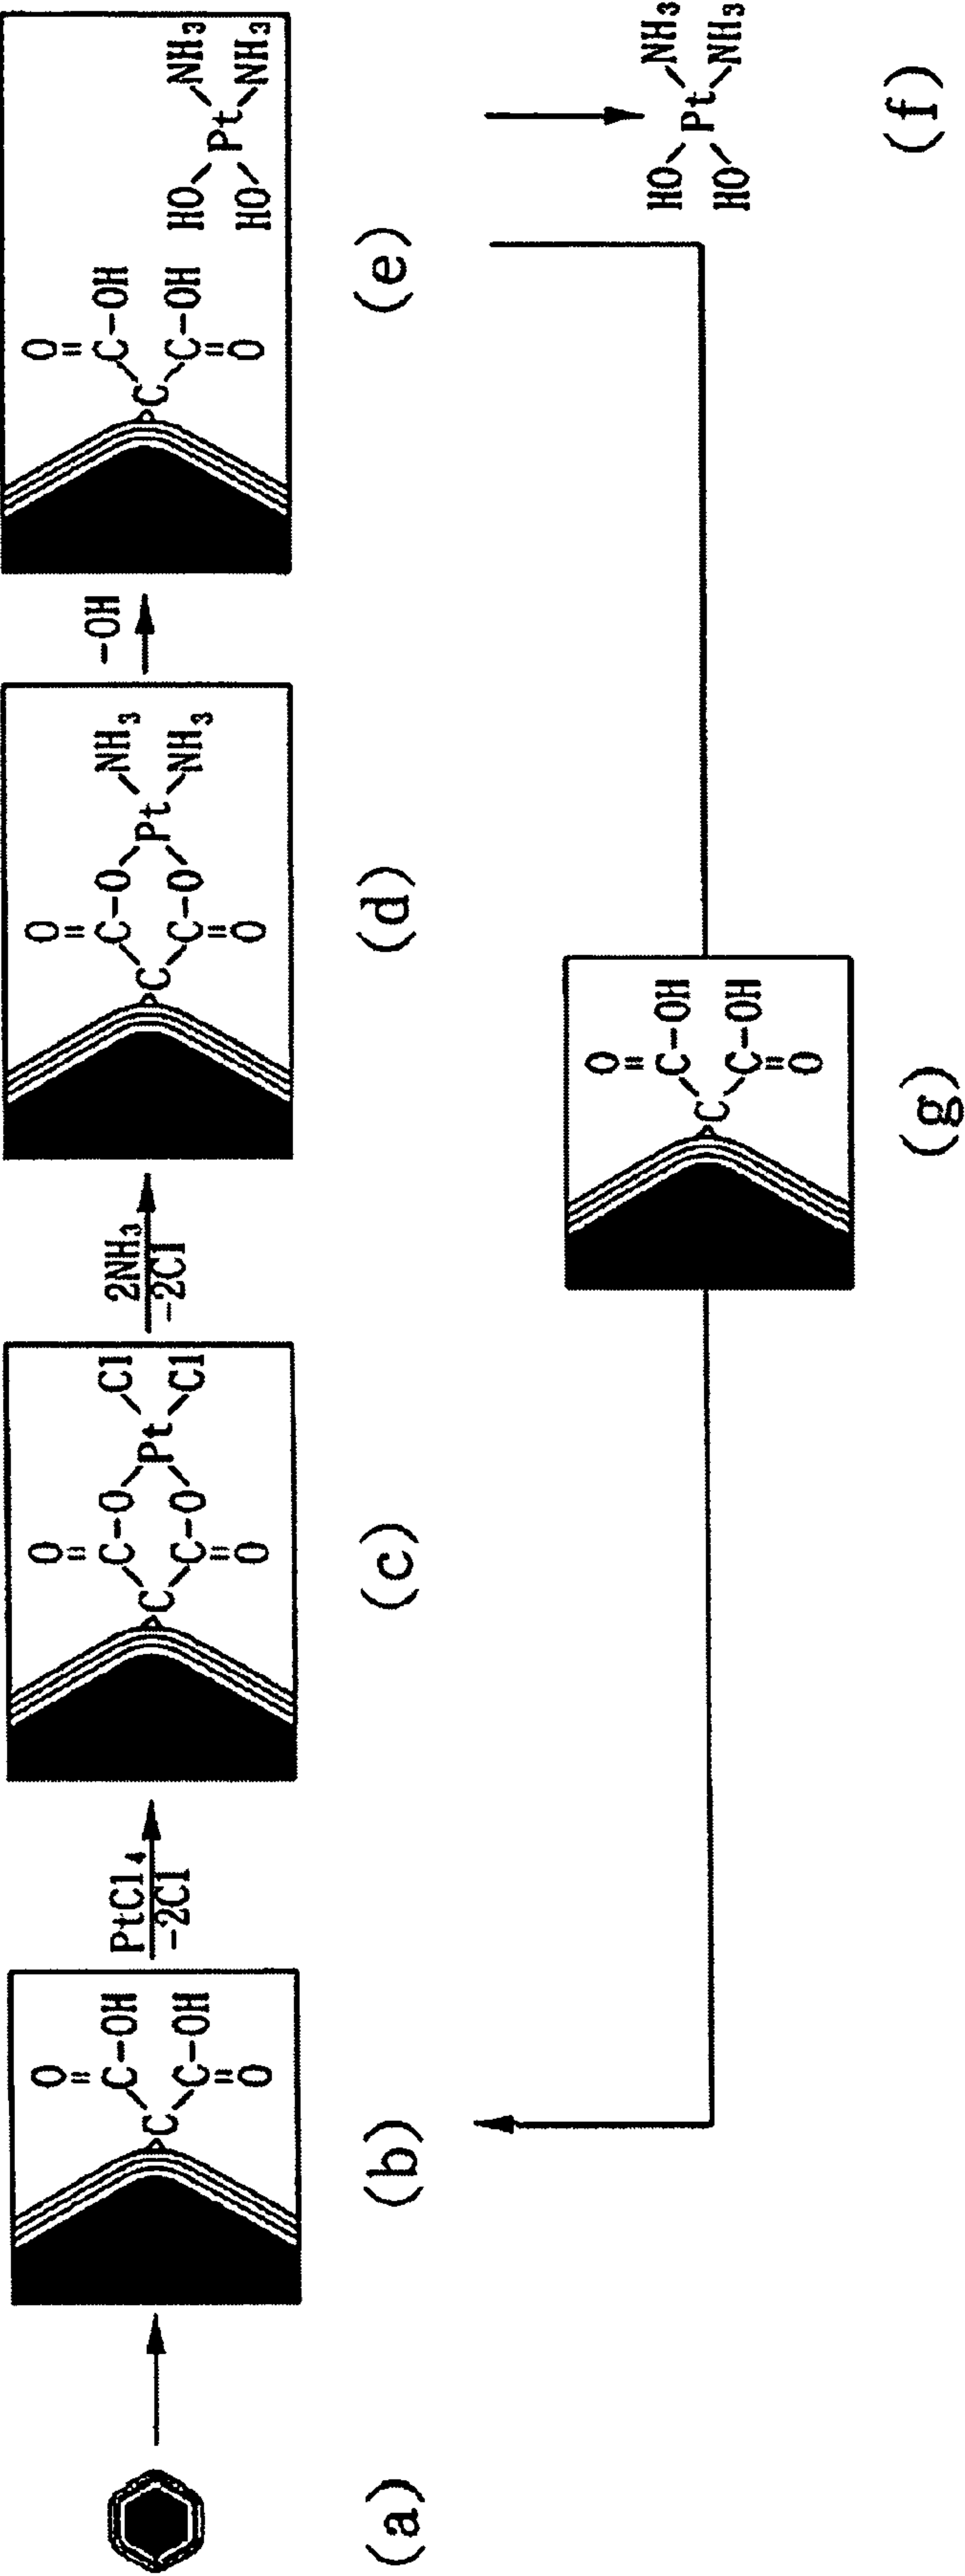 (a)
O O
C-OH C-OH
C
(b)
PtCl₄
-2Cl
O O
C-O C-O
C Pt
Cl Cl
(c)
2NH₃
-2Cl
O O
C-O C-O
C Pt
NH₃ NH₃
(d)
-OH
O O
C-OH C-OH
C
HO HO
Pt
NH₃ NH₃
(e)
HO HO
Pt
NH₃ NH₃
(f)
O O
C-OH C-OH
C
(g)